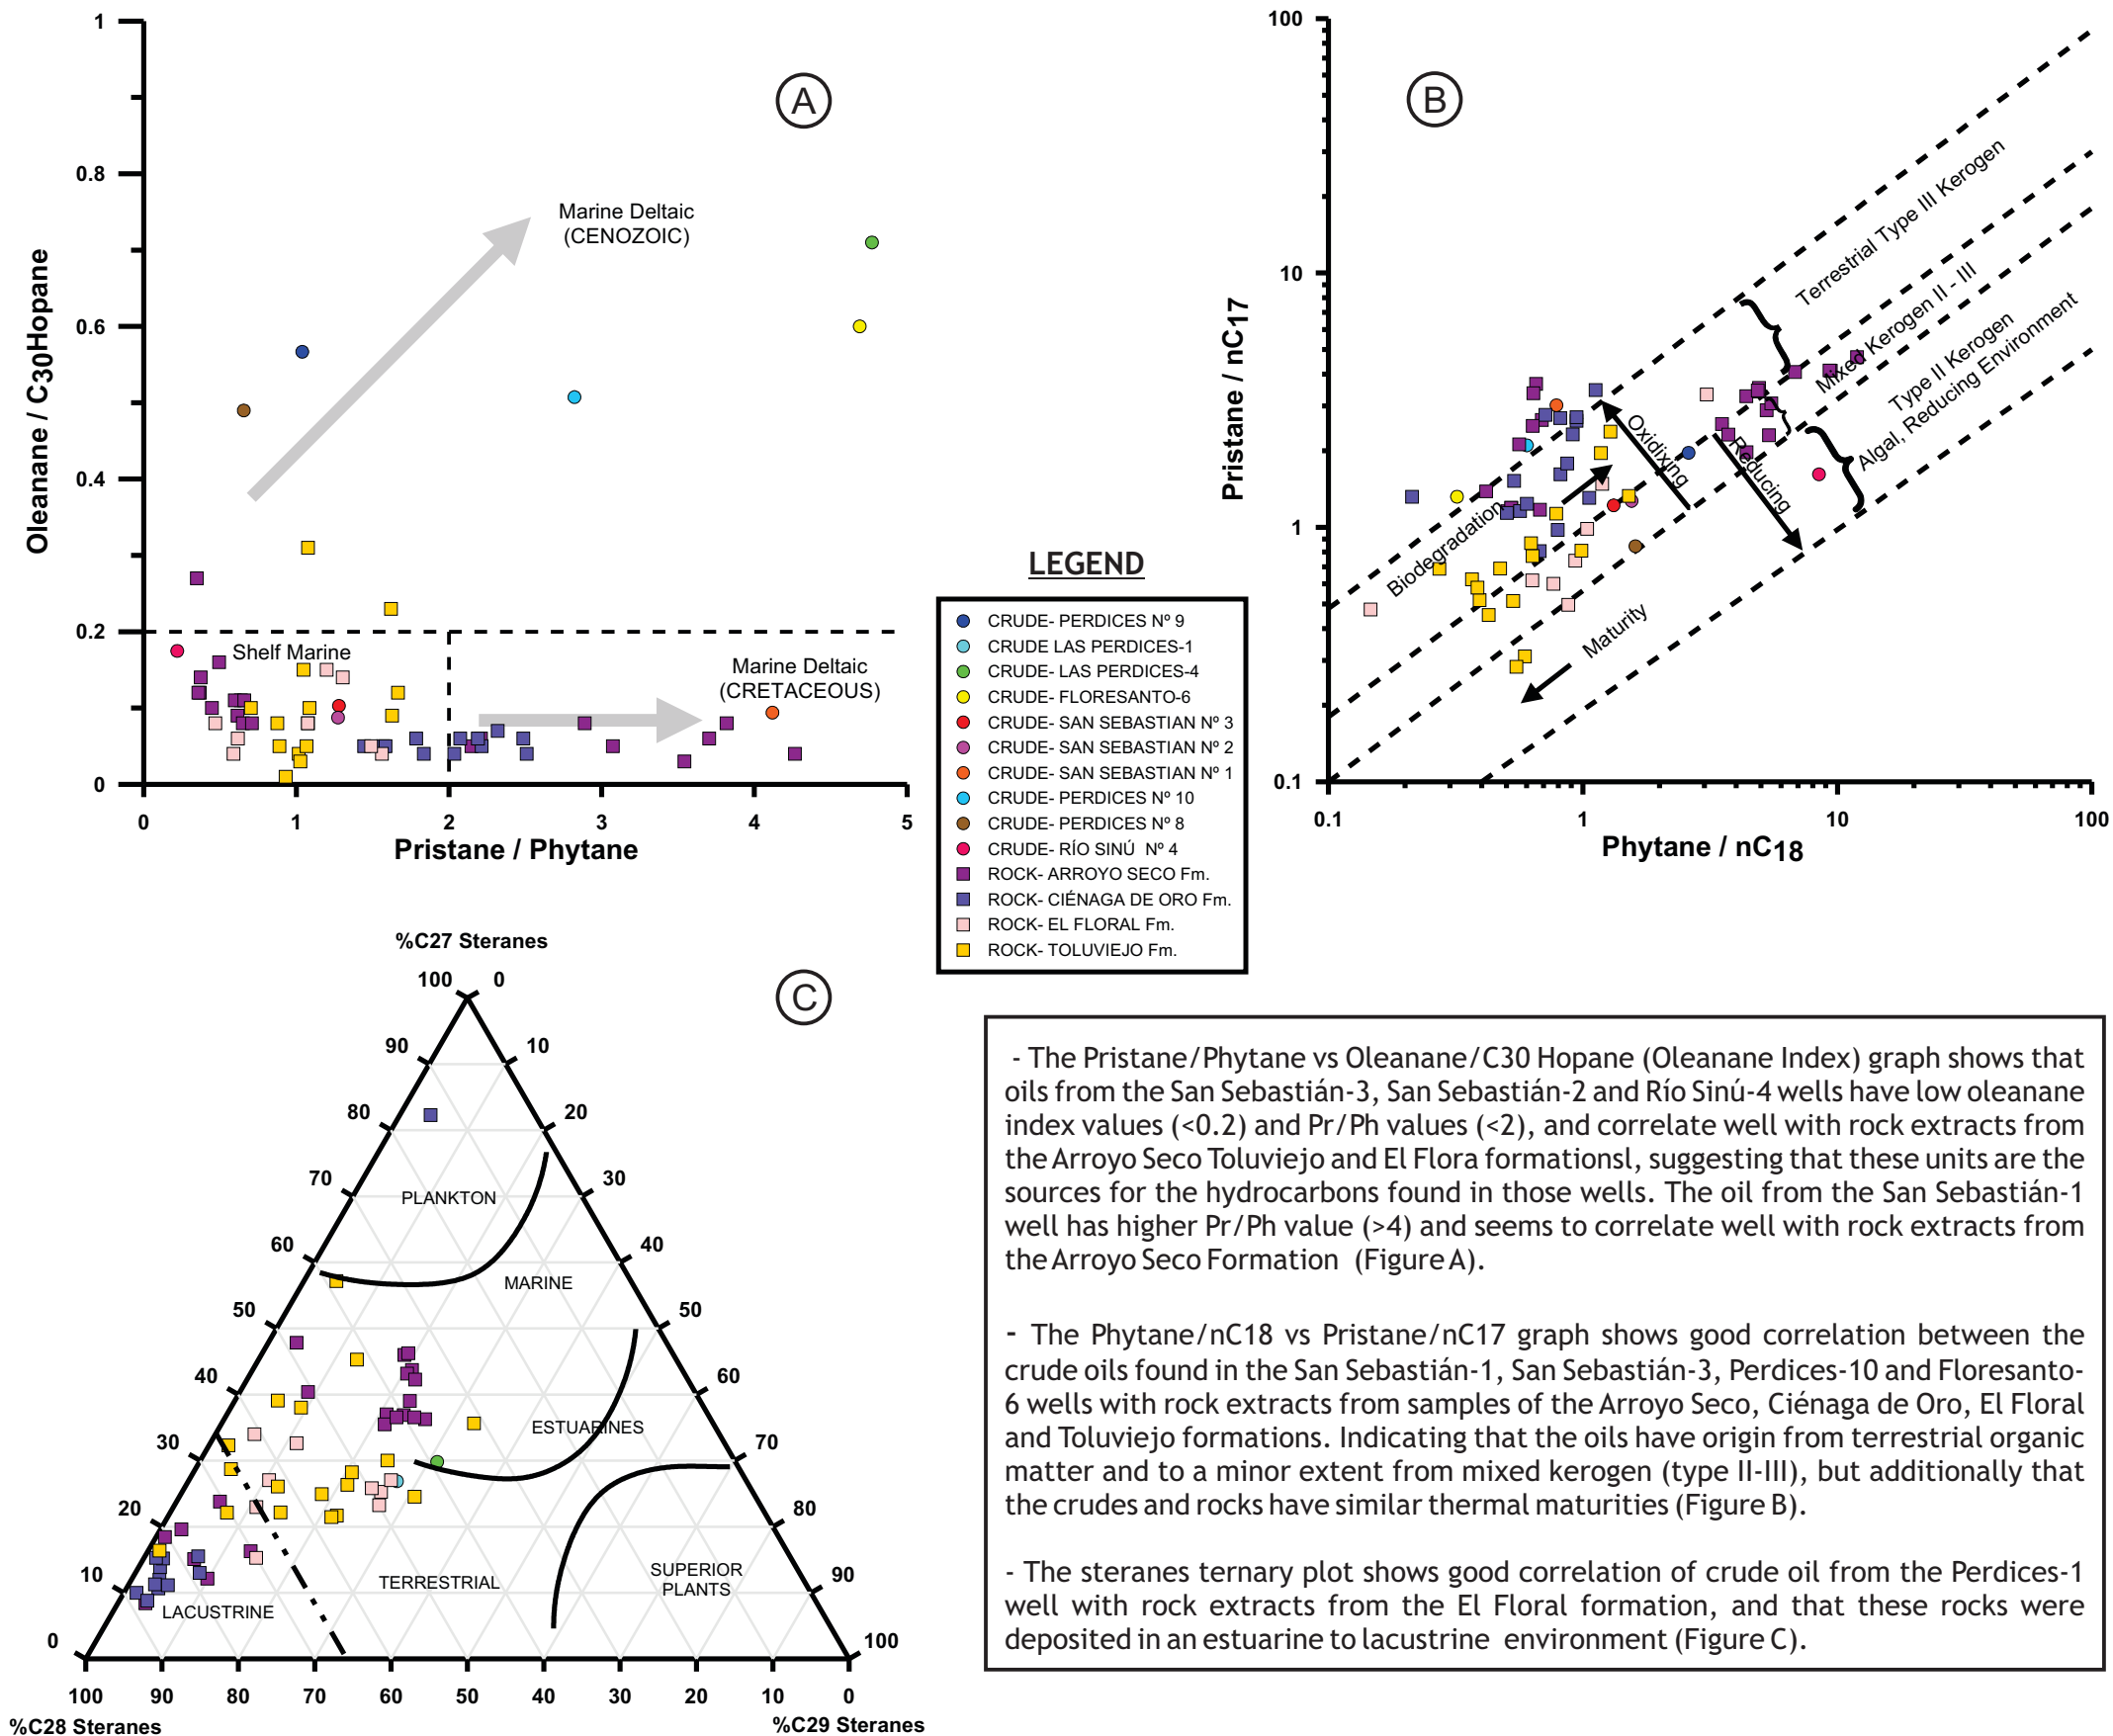 A
1
0.8
0.6
0.4
0.2
0
Oleanane / C30Hopane
Marine Deltaic
(CENOZOIC)
Shelf Marine
Marine Deltaic
(CRETACEOUS)
0 1 2 3 4 5
Pristane / Phytane
B
100
10
1
0.1
Pristane / nC17
Terrestrial Type III Kerogen
Mixed Kerogen II - III
Type II Kerogen
Algal, Reducing Environment
Oxidixing
Reducing
Biodegradation
Maturity
0.1 1 10 100
Phytane / nC18
LEGEND
CRUDE- PERDICES Nº 9
CRUDE LAS PERDICES-1
CRUDE- LAS PERDICES-4
CRUDE- FLORESANTO-6
CRUDE- SAN SEBASTIAN Nº 3
CRUDE- SAN SEBASTIAN Nº 2
CRUDE- SAN SEBASTIAN Nº 1
CRUDE- PERDICES Nº 10
CRUDE- PERDICES Nº 8
CRUDE- RÍO SINÚ Nº 4
ROCK- ARROYO SECO Fm.
ROCK- CIÉNAGA DE ORO Fm.
ROCK- EL FLORAL Fm.
ROCK- TOLUVIEJO Fm.
C
%C27 Steranes
100 0
90 10
80 20
70 30
60 40
50 50
40 60
30 70
20 80
10 90
0 100
PLANKTON
MARINE
ESTUARINES
TERRESTRIAL
SUPERIOR
PLANTS
LACUSTRINE
100 90 80 70 60 50 40 30 20 10 0
%C28 Steranes %C29 Steranes
- The Pristane/Phytane vs Oleanane/C30 Hopane (Oleanane Index) graph shows that
oils from the San Sebastián-3, San Sebastián-2 and Río Sinú-4 wells have low oleanane
index values (<0.2) and Pr/Ph values (<2), and correlate well with rock extracts from
the Arroyo Seco Toluviejo and El Flora formationsl, suggesting that these units are the
sources for the hydrocarbons found in those wells. The oil from the San Sebastián-1
well has higher Pr/Ph value (>4) and seems to correlate well with rock extracts from
the Arroyo Seco Formation (Figure A).
- The Phytane/nC18 vs Pristane/nC17 graph shows good correlation between the
crude oils found in the San Sebastián-1, San Sebastián-3, Perdices-10 and Floresanto-
6 wells with rock extracts from samples of the Arroyo Seco, Ciénaga de Oro, El Floral
and Toluviejo formations. Indicating that the oils have origin from terrestrial organic
matter and to a minor extent from mixed kerogen (type II-III), but additionally that
the crudes and rocks have similar thermal maturities (Figure B).
- The steranes ternary plot shows good correlation of crude oil from the Perdices-1
well with rock extracts from the El Floral formation, and that these rocks were
deposited in an estuarine to lacustrine environment (Figure C).